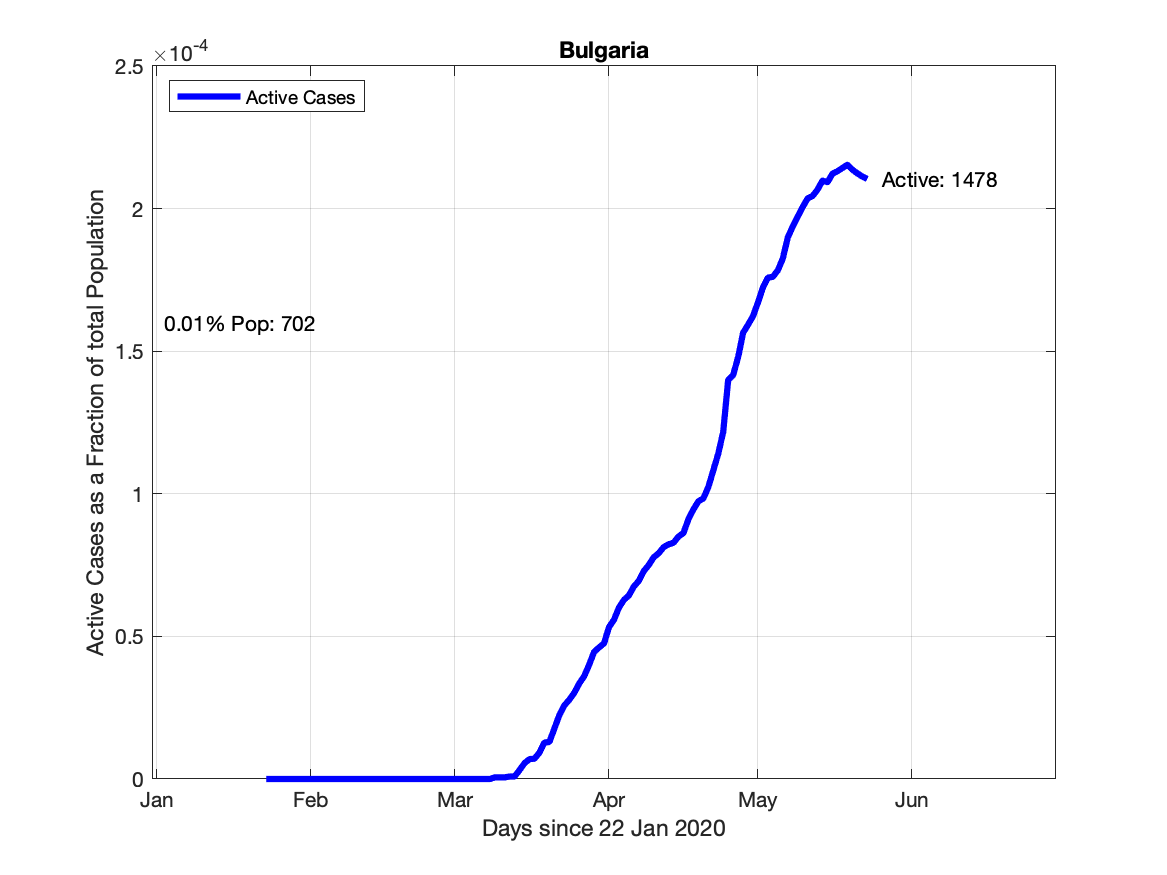 Bulgaria
×10-4
2.5
2
1.5
1
0.5
0
Active Cases
Active: 1478
0.01% Pop: 702
Active Cases as a Fraction of total Population
Jan Feb Mar Apr May Jun
Days since 22 Jan 2020